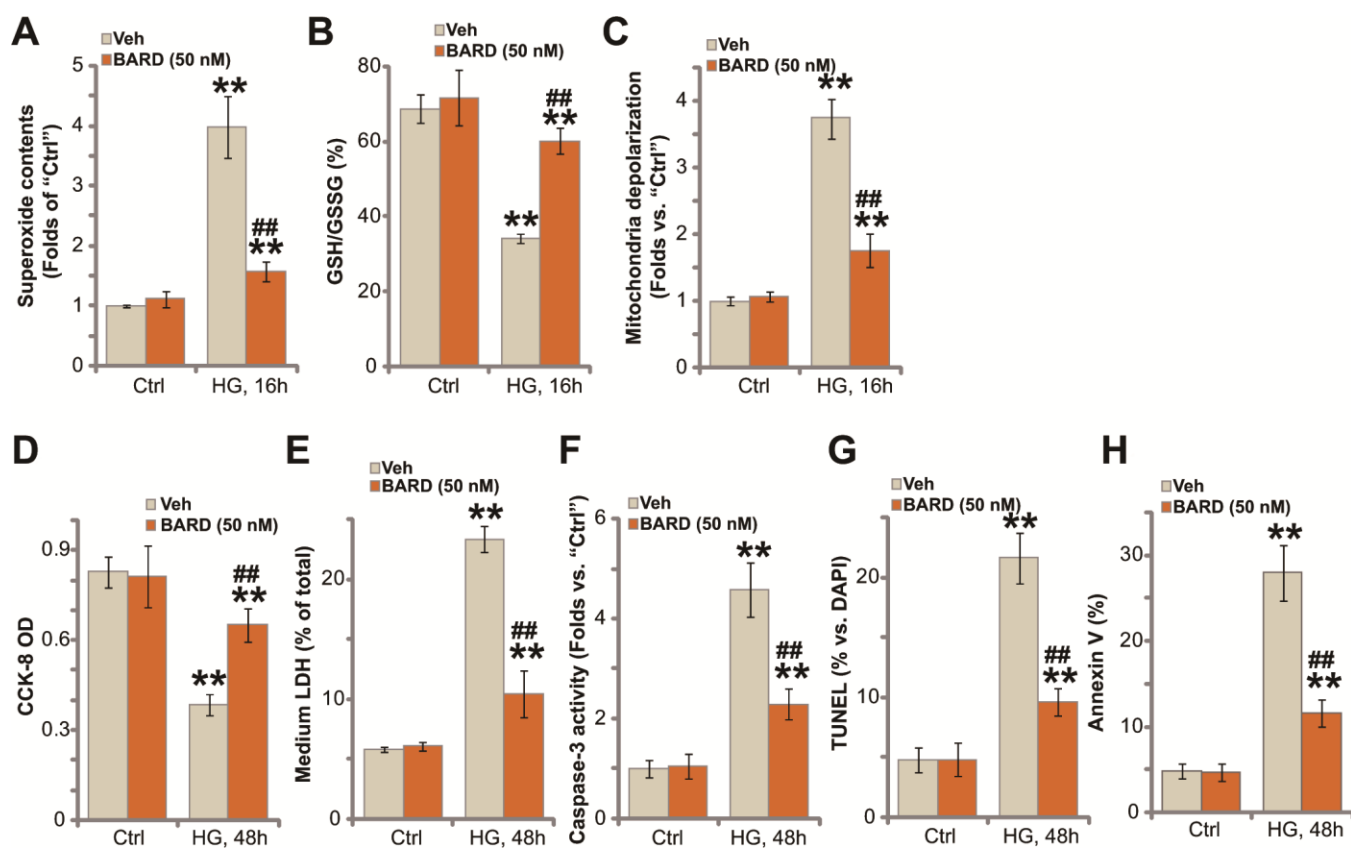 A
Veh
BARD (50 nM)
Superoxide contents
(Folds of “Ctrl”)
5
4
3
2
1
0
**
##
**
Ctrl
HG, 16h
B
Veh
BARD (50 nM)
GSH/GSSG (%)
80
60
40
20
0
**
##
**
Ctrl
HG, 16h
C
Veh
BARD (50 nM)
Mitochondria depolarization
(Folds vs. “Ctrl”)
4
3
2
1
0
**
##
**
Ctrl
HG, 16h
D
Veh
BARD (50 nM)
CCK-8 OD
0.9
0.6
0.3
0
**
##
**
Ctrl
HG, 48h
E
Veh
BARD (50 nM)
Medium LDH (% of total)
20
10
0
**
##
**
Ctrl
HG, 48h
F
Veh
BARD (50 nM)
Caspase-3 activity (Folds vs. “Ctrl”)
6
4
2
0
**
##
**
Ctrl
HG, 48h
G
Veh
BARD (50 nM)
TUNEL (% vs. DAPI)
20
10
0
**
##
**
Ctrl
HG, 48h
H
Veh
BARD (50 nM)
Annexin V (%)
30
20
10
0
**
##
**
Ctrl
HG, 48h